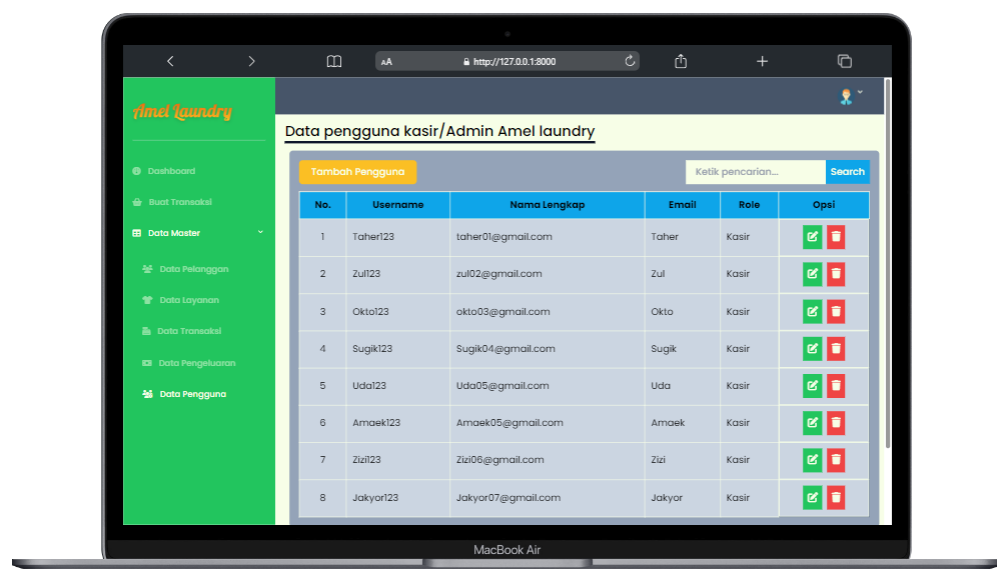 AA
http://127.0.0.1:8000
Amel Laundry
Data pengguna kasir/Admin Amel laundry
Dashboard
Buat Transaksi
Data Master
Data Pelanggan
Data Layanan
Data Transaksi
Data Pengeluaran
Data Pengguna
Tambah Pengguna
Ketik pencarian...
Search
No. Username Nama Lengkap Email Role Opsi
1 Taher123 taher01@gmail.com Taher Kasir
2 Zul123 zul02@gmail.com Zul Kasir
3 Okto123 okto03@gmail.com Okto Kasir
4 Sugik123 Sugik04@gmail.com Sugik Kasir
5 Uda123 Uda05@gmail.com Uda Kasir
6 Amaek123 Amaek05@gmail.com Amaek Kasir
7 Zizi123 Zizi06@gmail.com Zizi Kasir
8 Jakyor123 Jakyor07@gmail.com Jakyor Kasir
MacBook Air